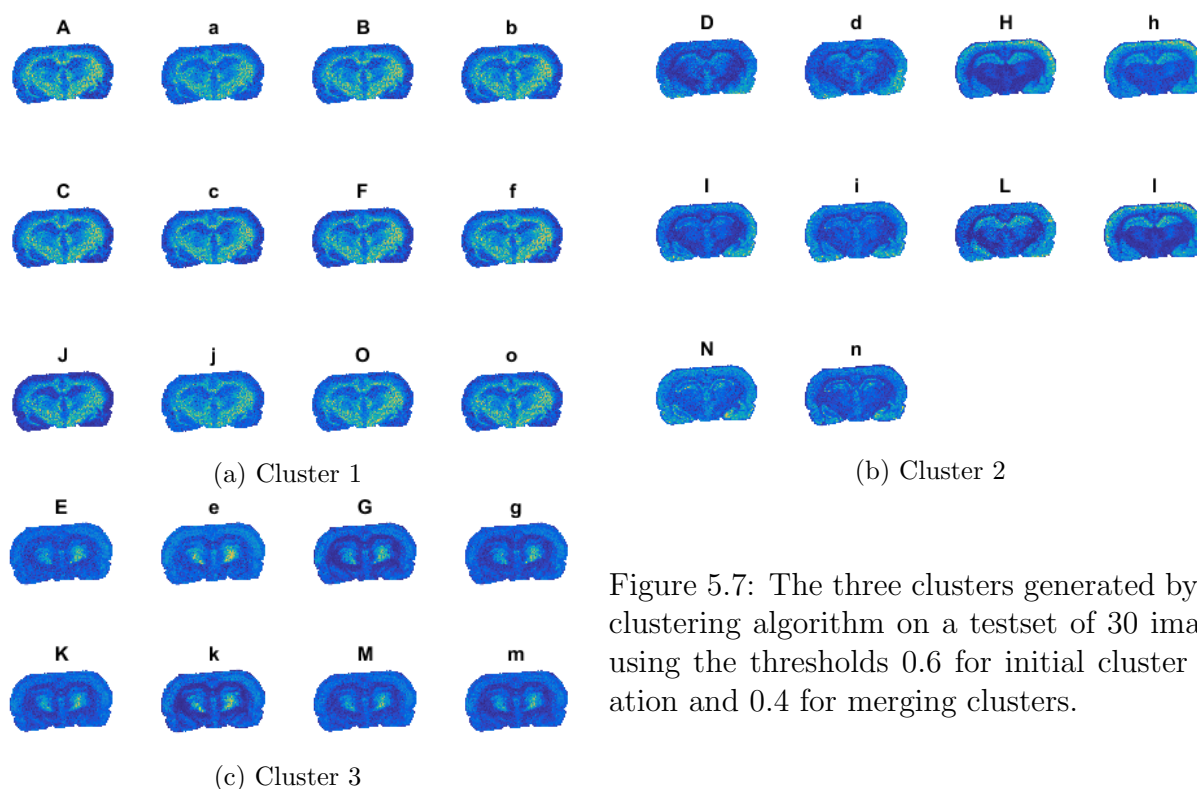 A a B b
C c F f
J j O o
(a) Cluster 1
D d H h
I i L l
N n
(b) Cluster 2
E e G g
K k M m
(c) Cluster 3
Figure 5.7: The three clusters generated by
clustering algorithm on a testset of 30 ima
using the thresholds 0.6 for initial cluster
ation and 0.4 for merging clusters.